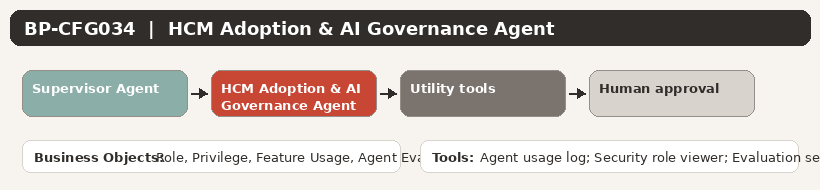 BP-CFG034 | HCM Adoption & AI Governance Agent
Supervisor Agent
HCM Adoption & AI
Governance Agent
Utility tools
Human approval
Business Objects: Role, Privilege, Feature Usage, Agent Eva
Tools: Agent usage log; Security role viewer; Evaluation se